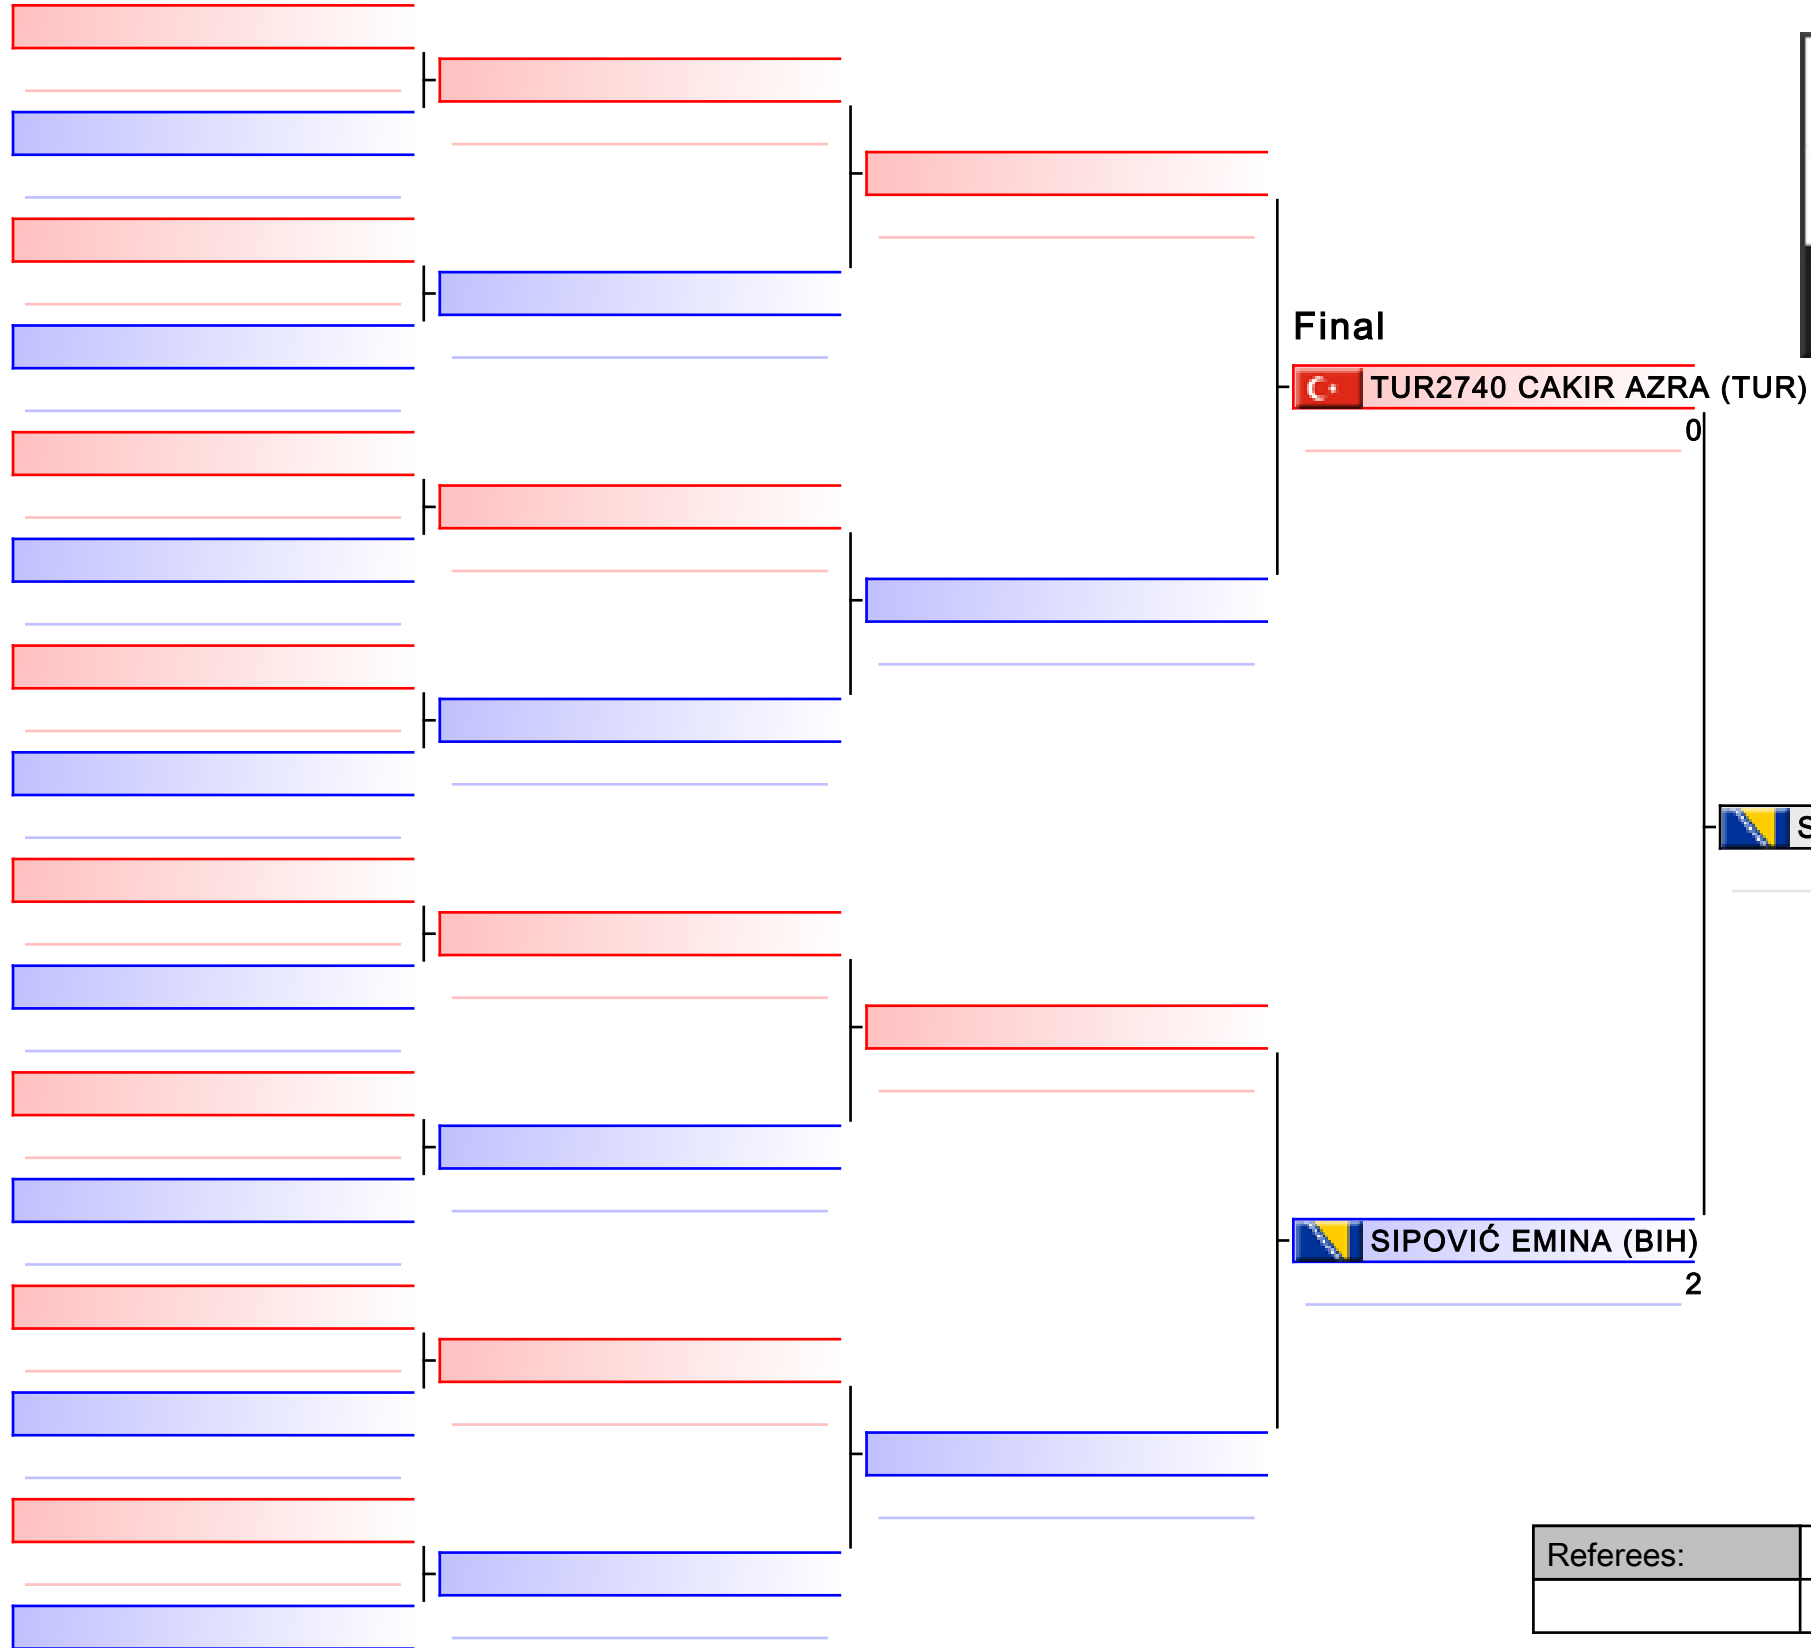 Final
TUR2740 CAKIR AZRA (TUR)
0
S
SIPOVIĆ EMINA (BIH)
2
Referees: